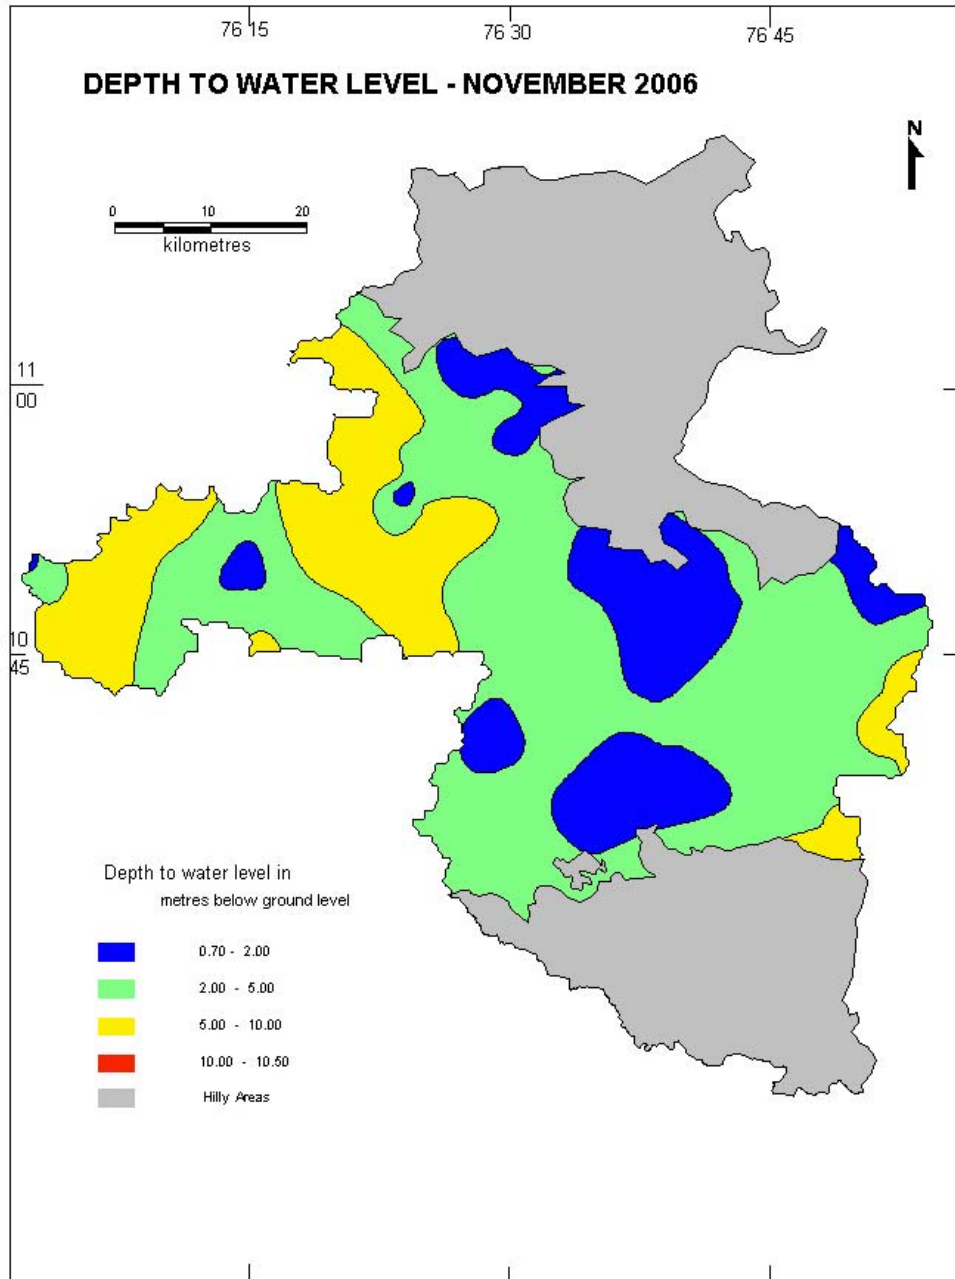 76 15
76 30
76 45
DEPTH TO WATER LEVEL - NOVEMBER 2006
N
0 10 20
kilometres
11
00
10
45
Depth to water level in
metres below ground level
0.70 - 2.00
2.00 - 5.00
5.00 - 10.00
10.00 - 10.50
Hilly Areas